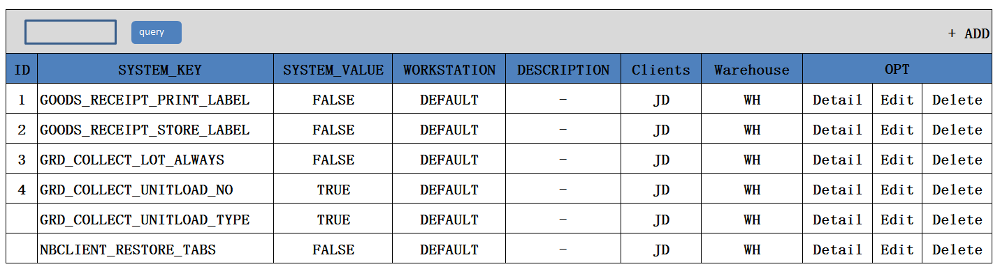 query
+ ADD
ID SYSTEM_KEY SYSTEM_VALUE WORKSTATION DESCRIPTION Clients Warehouse OPT
1 GOODS_RECEIPT_PRINT_LABEL FALSE DEFAULT - JD WH Detail Edit Delete
2 GOODS_RECEIPT_STORE_LABEL FALSE DEFAULT - JD WH Detail Edit Delete
3 GRD_COLLECT_LOT_ALWAYS FALSE DEFAULT - JD WH Detail Edit Delete
4 GRD_COLLECT_UNITLOAD_NO TRUE DEFAULT - JD WH Detail Edit Delete
GRD_COLLECT_UNITLOAD_TYPE TRUE DEFAULT - JD WH Detail Edit Delete
NBCLIENT_RESTORE_TABS FALSE DEFAULT - JD WH Detail Edit Delete